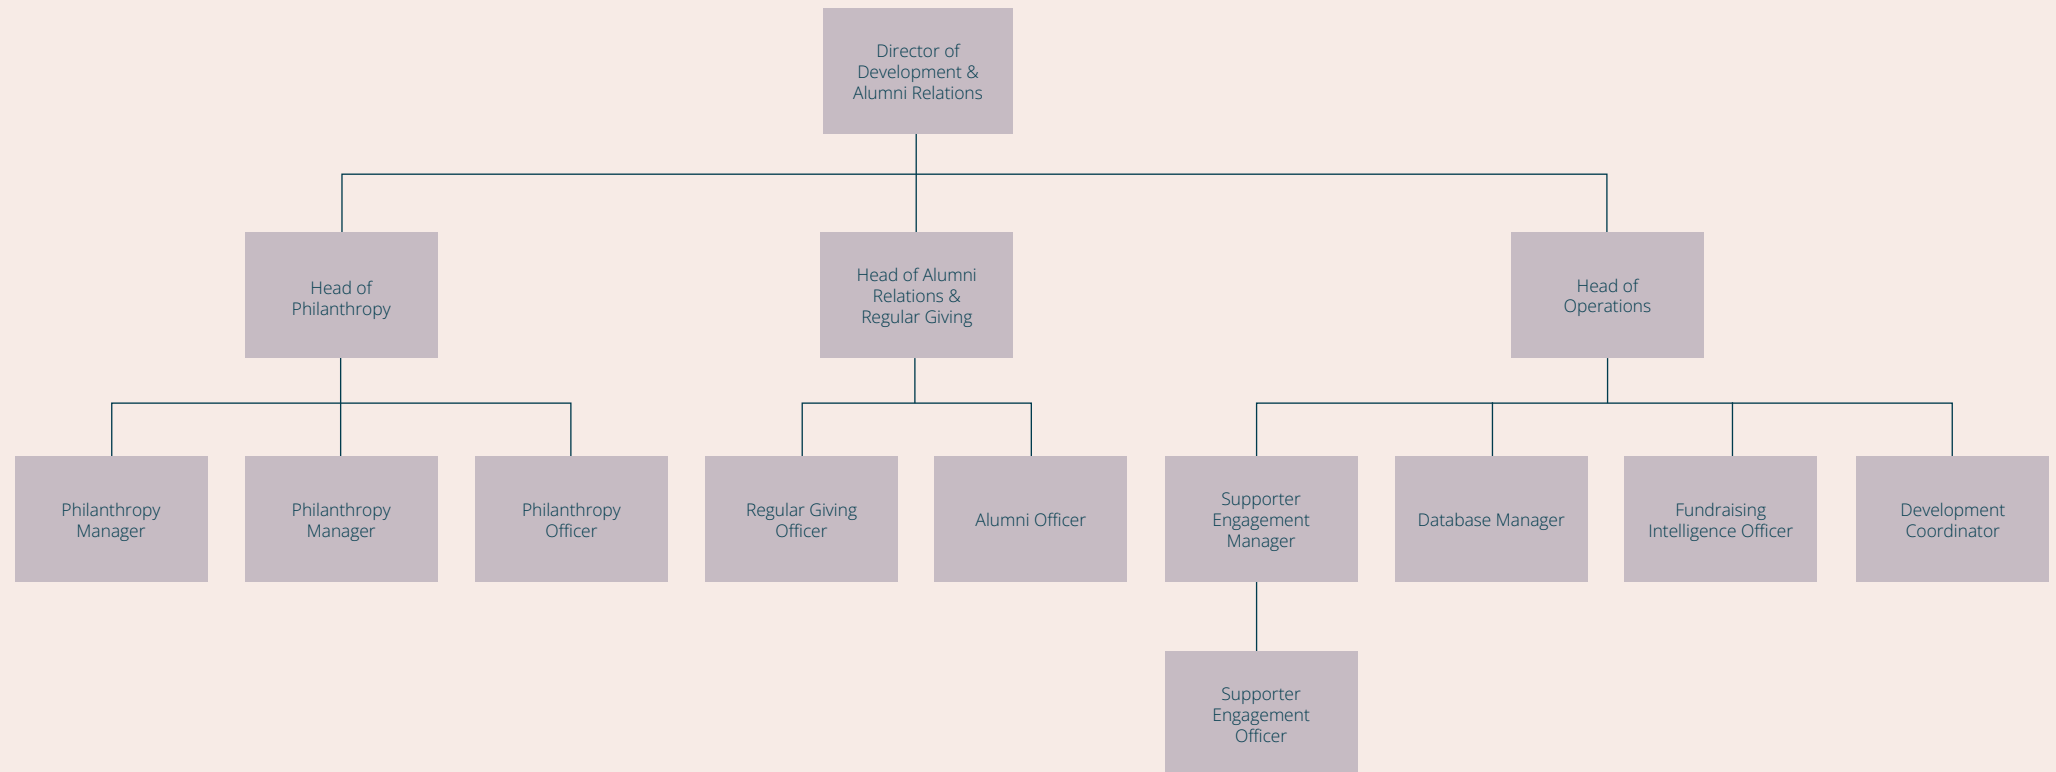 Director of
Development &
Alumni Relations
Head of
Philanthropy
Head of Alumni
Relations &
Regular Giving
Head of
Operations
Philanthropy
Manager
Philanthropy
Manager
Philanthropy
Officer
Regular Giving
Officer
Alumni Officer
Supporter
Engagement
Manager
Database Manager
Fundraising
Intelligence Officer
Development
Coordinator
Supporter
Engagement
Officer